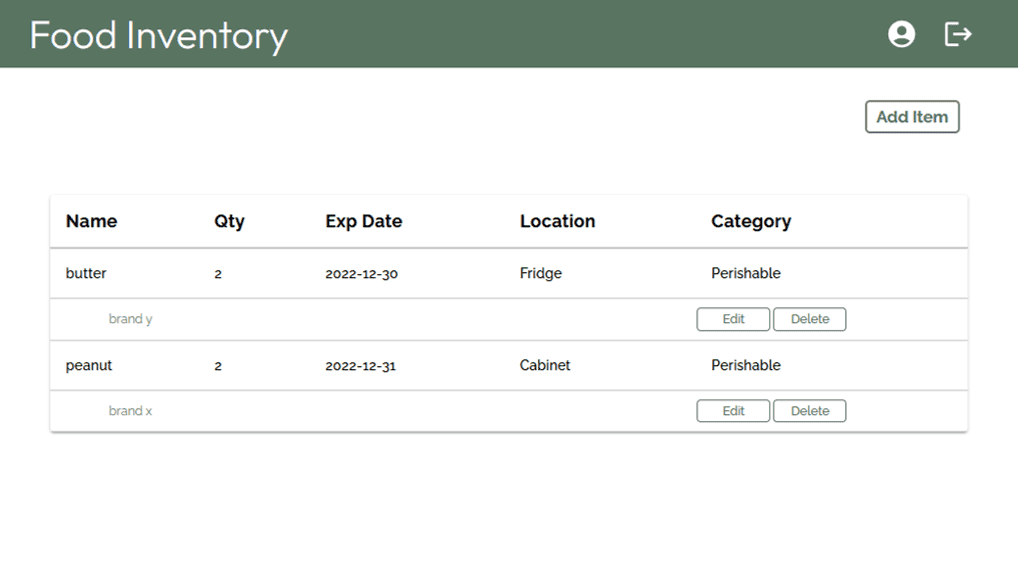 Food Inventory
Add Item
Name Qty Exp Date Location Category
butter 2 2022-12-30 Fridge Perishable
brand y Edit Delete
peanut 2 2022-12-31 Cabinet Perishable
brand x Edit Delete